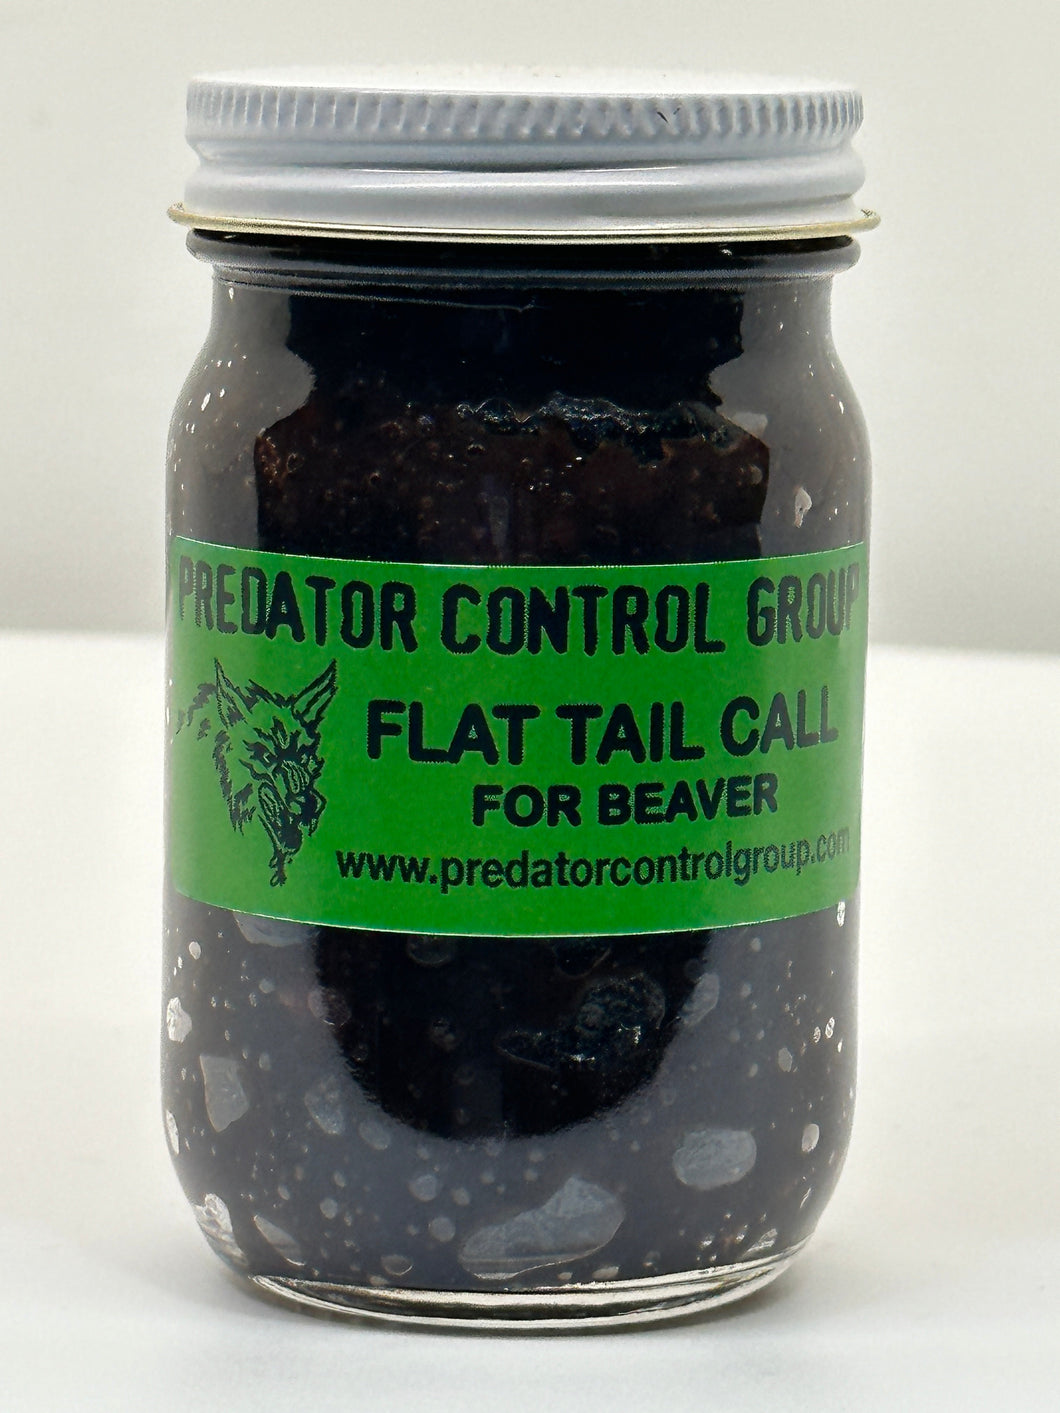 PREDATOR CONTROL GROUP
FLAT TAIL CALL
FOR BEAVER
www.predatorcontrolgroup.com